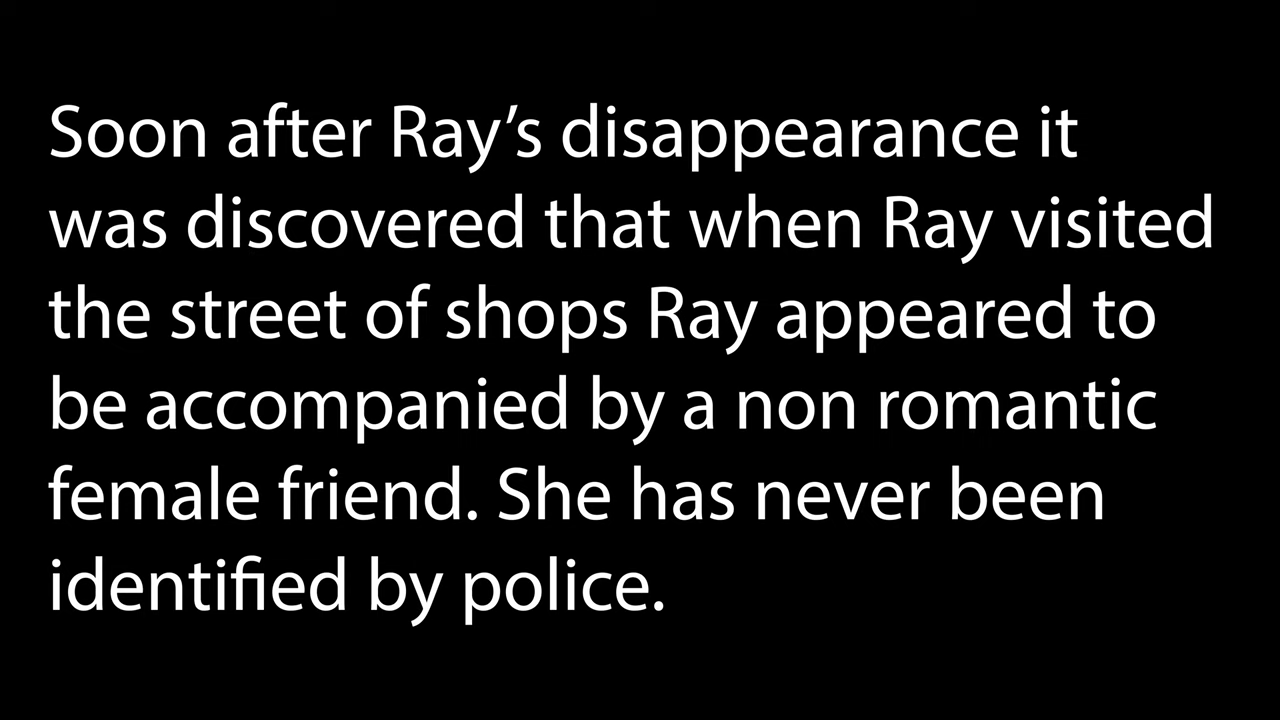 Soon after Ray’s disappearance it
was discovered that when Ray visited
the street of shops Ray appeared to
be accompanied by a non romantic
female friend. She has never been
identified by police.